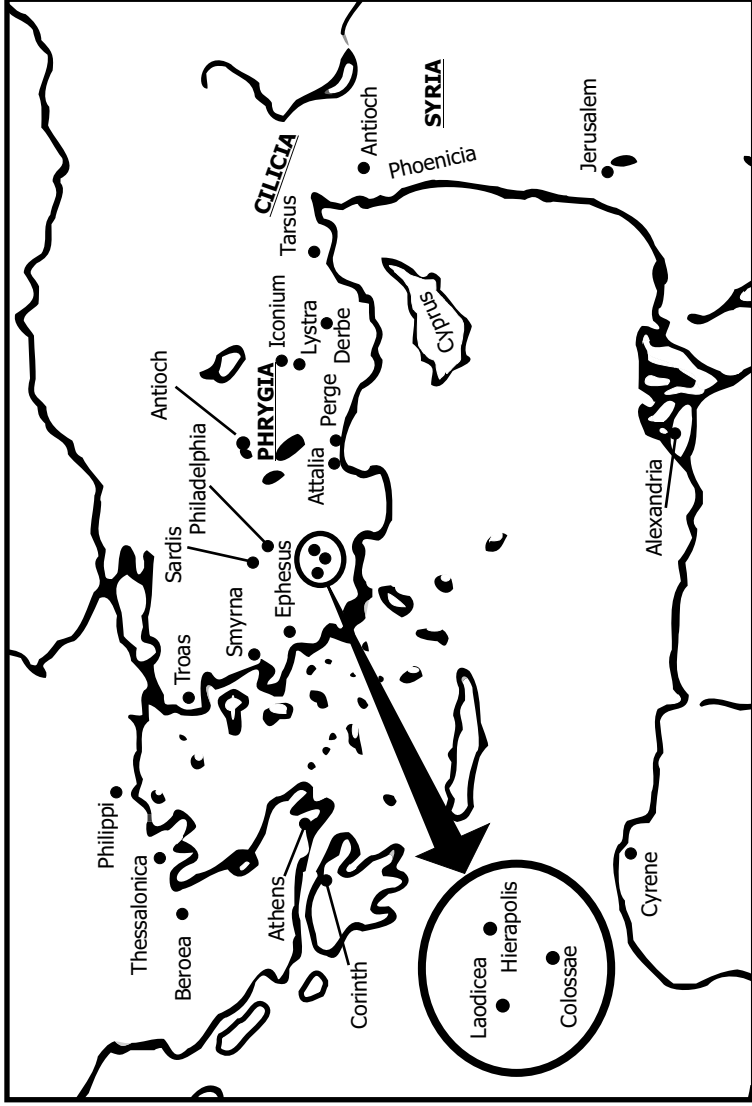 Philippi
Thessalonica
Beroea
Troas
Sardis
Philadelphia
Antioch
Smyrna
Ephesus
PHRYGIA
Iconium
Lystra
Derbe
Attalia
Perge
Tarsus
CILICIA
Antioch
SYRIA
Phoenicia
Cyprus
Athens
Corinth
Laodicea
Hierapolis
Colossae
Jerusalem
Alexandria
Cyrene